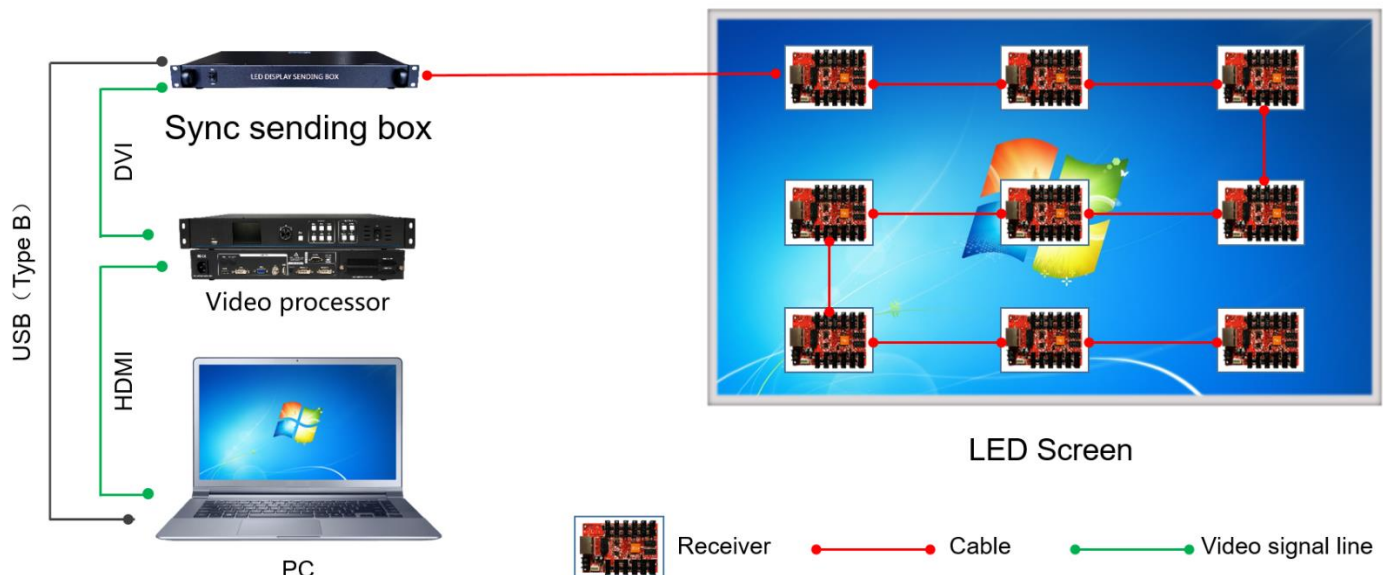 LED DISPLAY SENDING BOX
Sync sending box
DVI
USB（Type B）
Video processor
HDMI
LED Screen
PC
Receiver
Cable
Video signal line